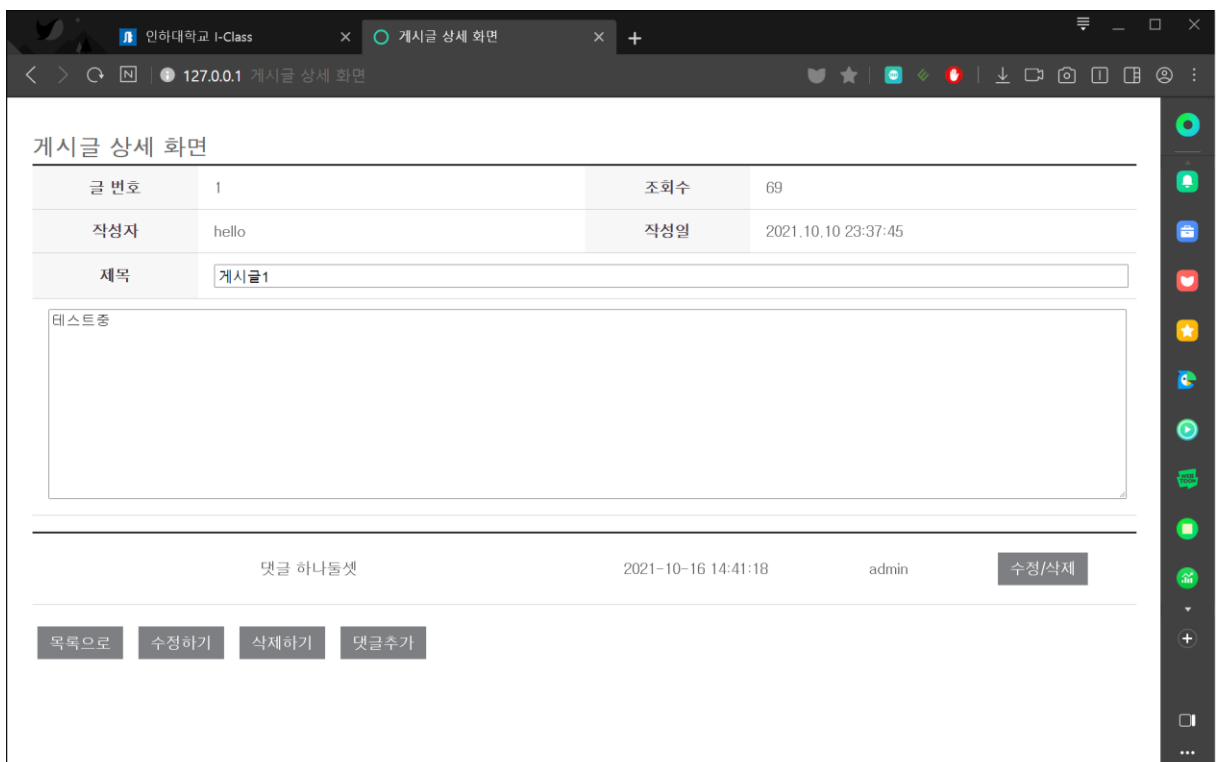 인하대학교 I-Class
게시글 상세 화면
127.0.0.1 게시글 상세 화면
게시글 상세 화면
글 번호 1 조회수 69
작성자 hello 작성일 2021.10.10 23:37:45
제목 게시글1
테스트중
댓글 하나둘셋 2021-10-16 14:41:18 admin 수정/삭제
목록으로 수정하기 삭제하기 댓글추가
WEB
TOON